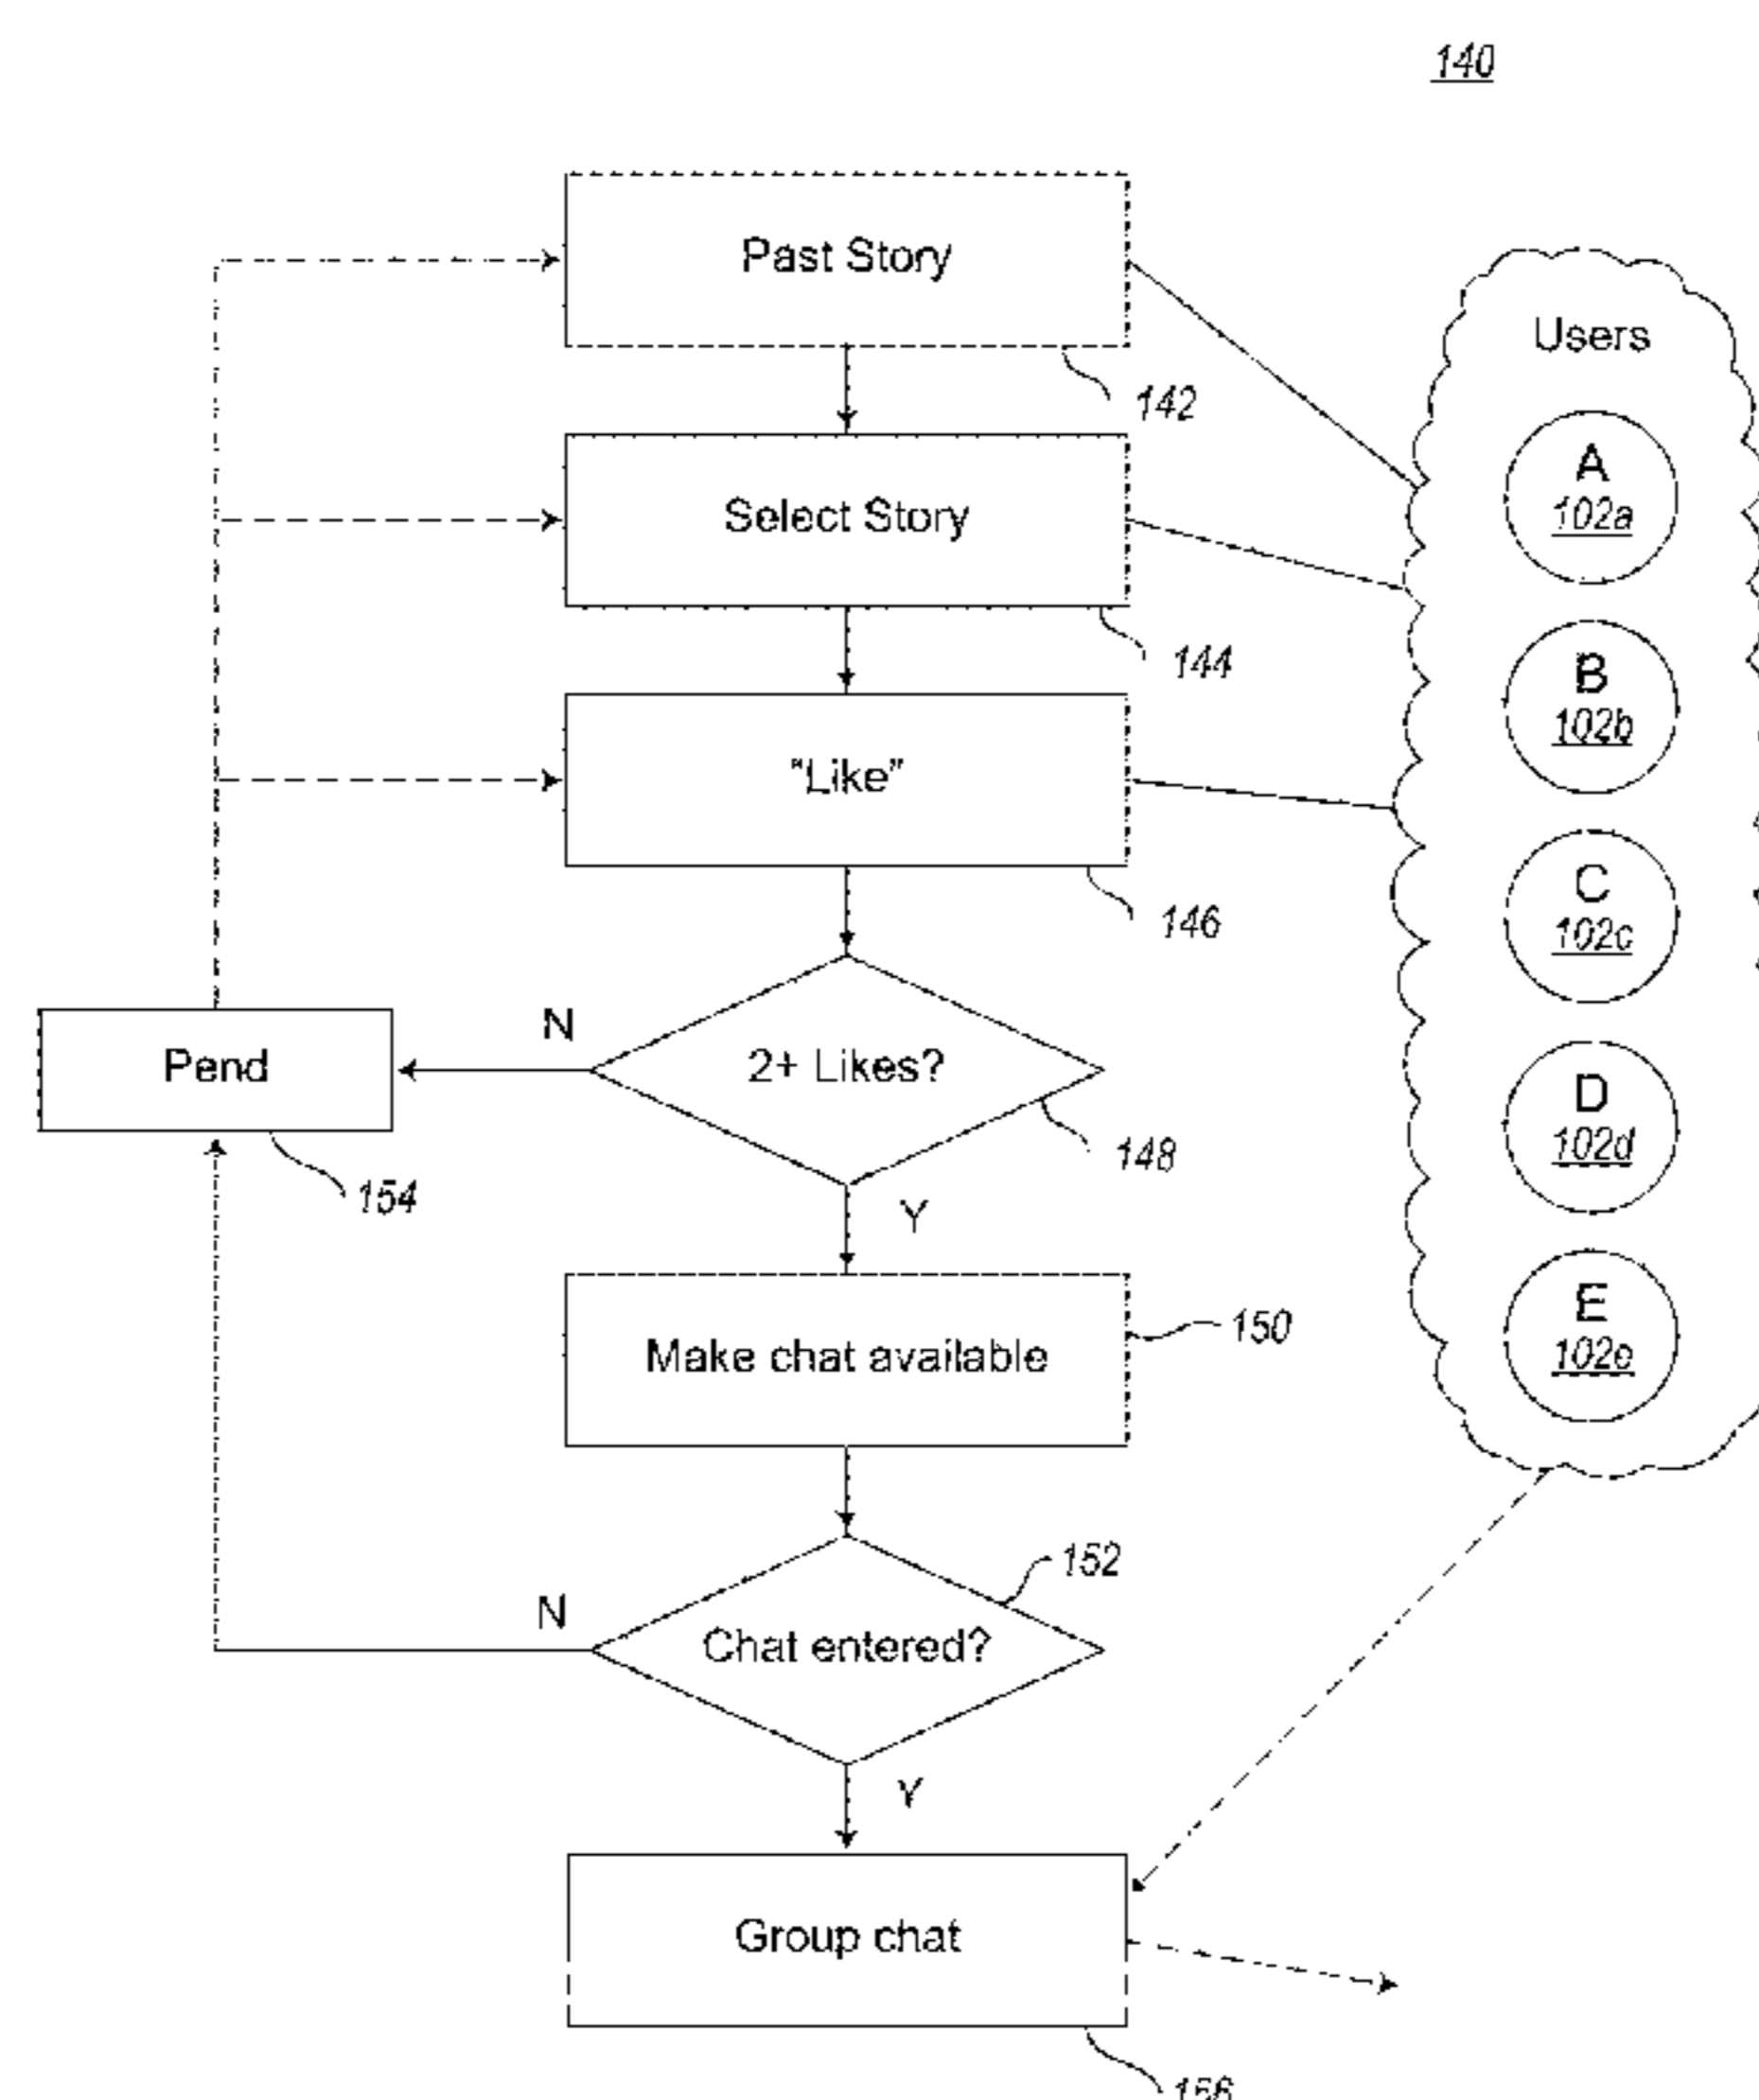 140
Past Story
142
Select Story
144
"Like"
146
2+ Likes?
N
Pend
154
148
Y
Make chat available
150
152
Chat entered?
N
Y
Group chat
156
Users
A
102a
B
102b
C
102c
D
102d
E
102e